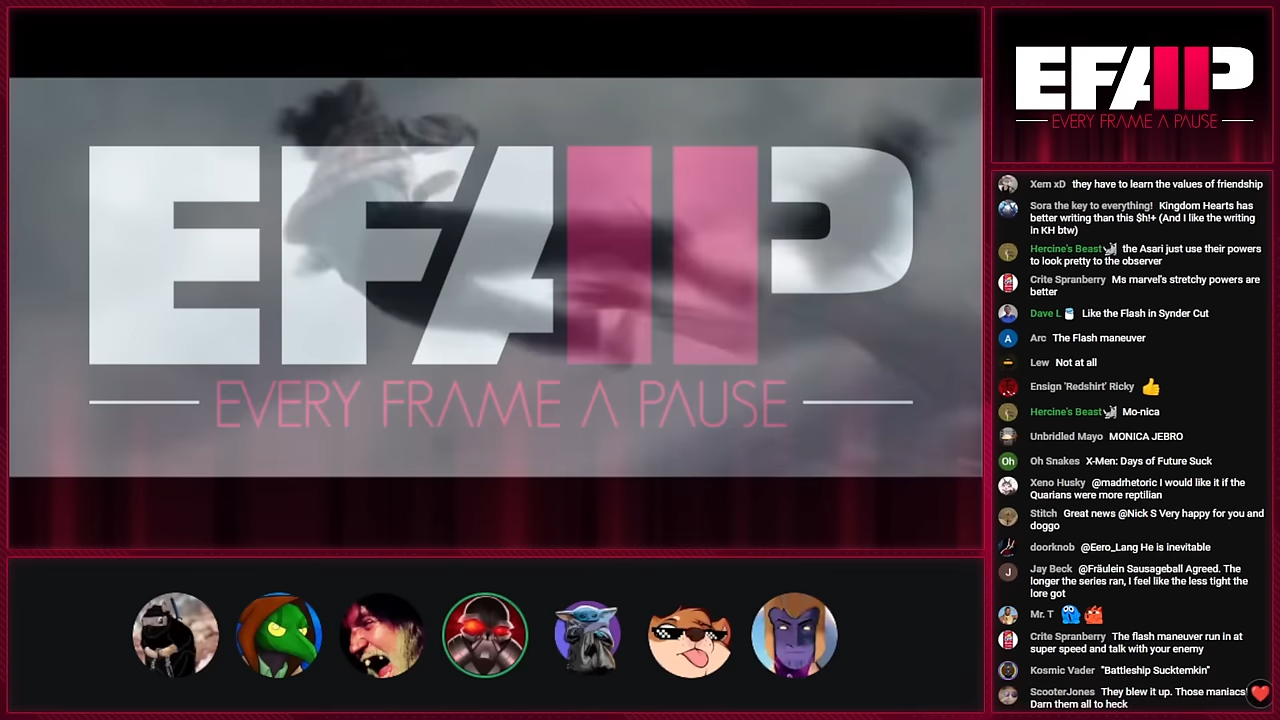 EFAP
EVERY FRAME A PAUSE
EFAP
EVERY FRAME A PAUSE
Xern xD they have to learn the values of friendship
Sora the key to everything! Kingdom Hearts has
better writing than this $h!+ (And I like the writing
in KH btw)
Hercine's Beast the Asari just use their powers
to look pretty to the observer
Crite Spranberry Ms marvel's stretchy powers are
better
Dave L Like the Flash in Synder Cut
A
Arc The Flash maneuver
Lew Not at all
Ensign 'Redshirt' Ricky
Hercine's Beast Mo-nica
Unbridled Mayo MONICA JEBRO
Oh
Oh Snakes X-Men: Days of Future Suck
Xeno Husky @madrhetoric I would like it if the
Quarians were more reptilian
Stitch Great news @Nick S Very happy for you and
doggo
doorknob @Eero_Lang He is inevitable
J
Jay Beck @Fräulein Sausageball Agreed. The
longer the series ran, I feel like the less tight the
lore got
Mr. T
Crite Spranberry The flash maneuver run in at
super speed and talk with your enemy
Kosmic Vader "Battleship Sucktemkin"
ScooterJones They blew it up. Those maniacs
Darn them all to heck